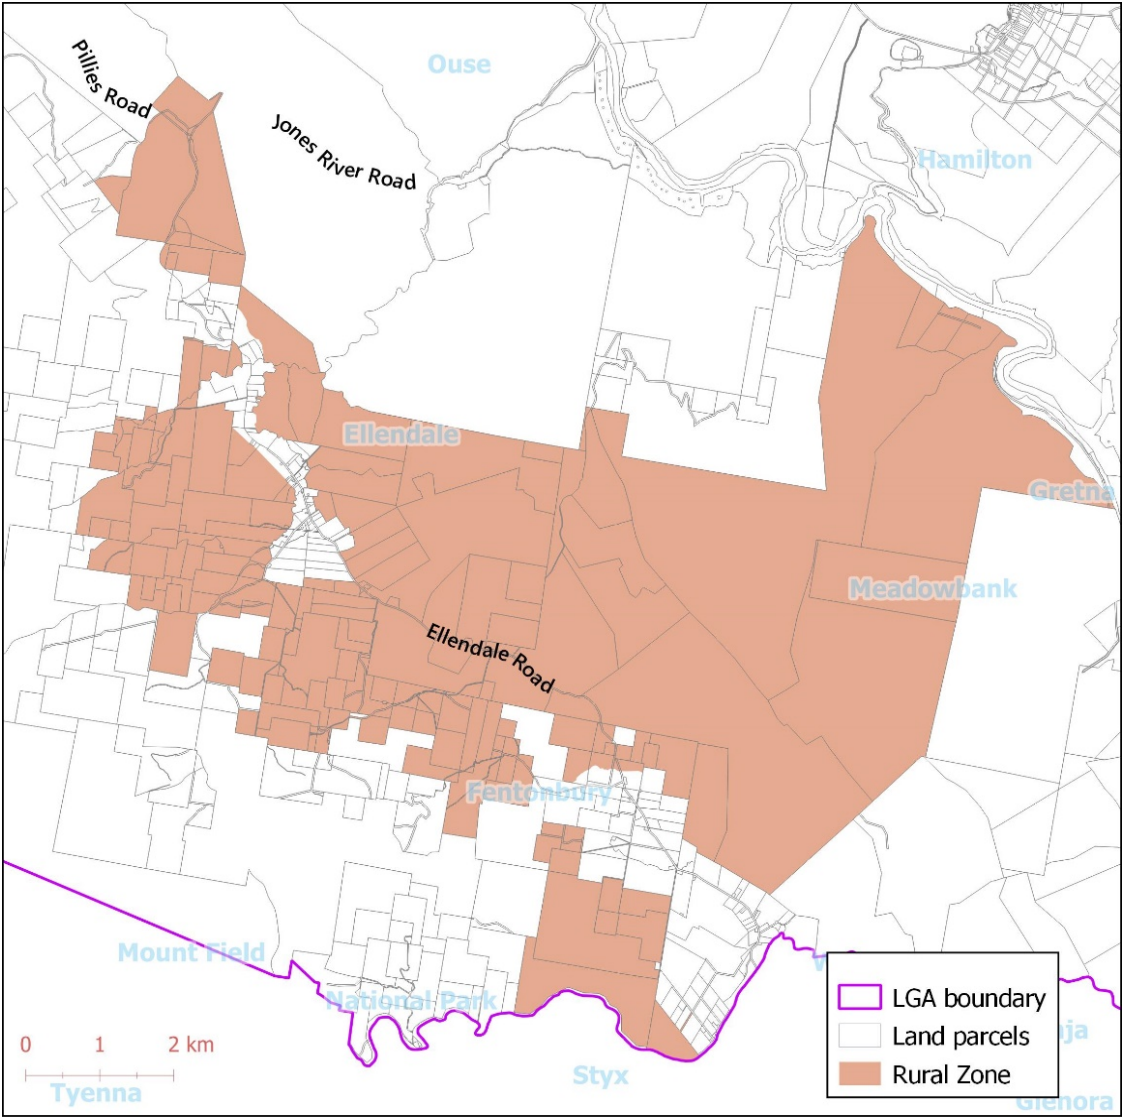 Pillies Road
Ouse
Jones River Road
Hamilton
Ellendale
Gretna
Meadowbank
Ellendale Road
Fentonbury
Mount Field
National Park
LGA boundary
Land parcels
Rural Zone
0 1 2 km
Styx
Tyenna
Glenora